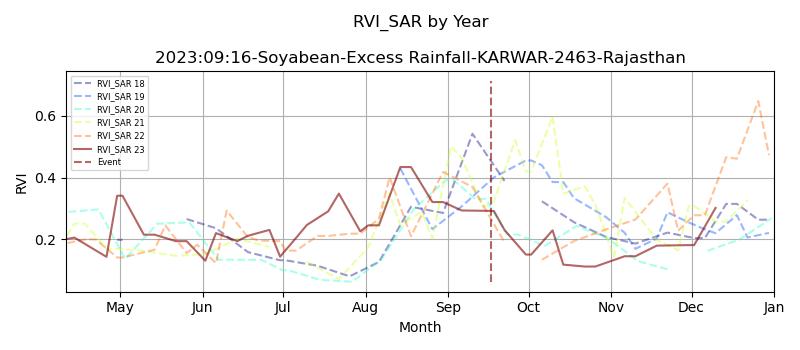 RVI_SAR by Year
2023:09:16-Soyabean-Excess Rainfall-KARWAR-2463-Rajasthan
RVI_SAR 18
RVI_SAR 19
RVI_SAR 20
RVI_SAR 21
RVI_SAR 22
RVI_SAR 23
Event
0.6
0.4
0.2
RVI
May Jun Jul Aug Sep Oct Nov Dec Jan
Month